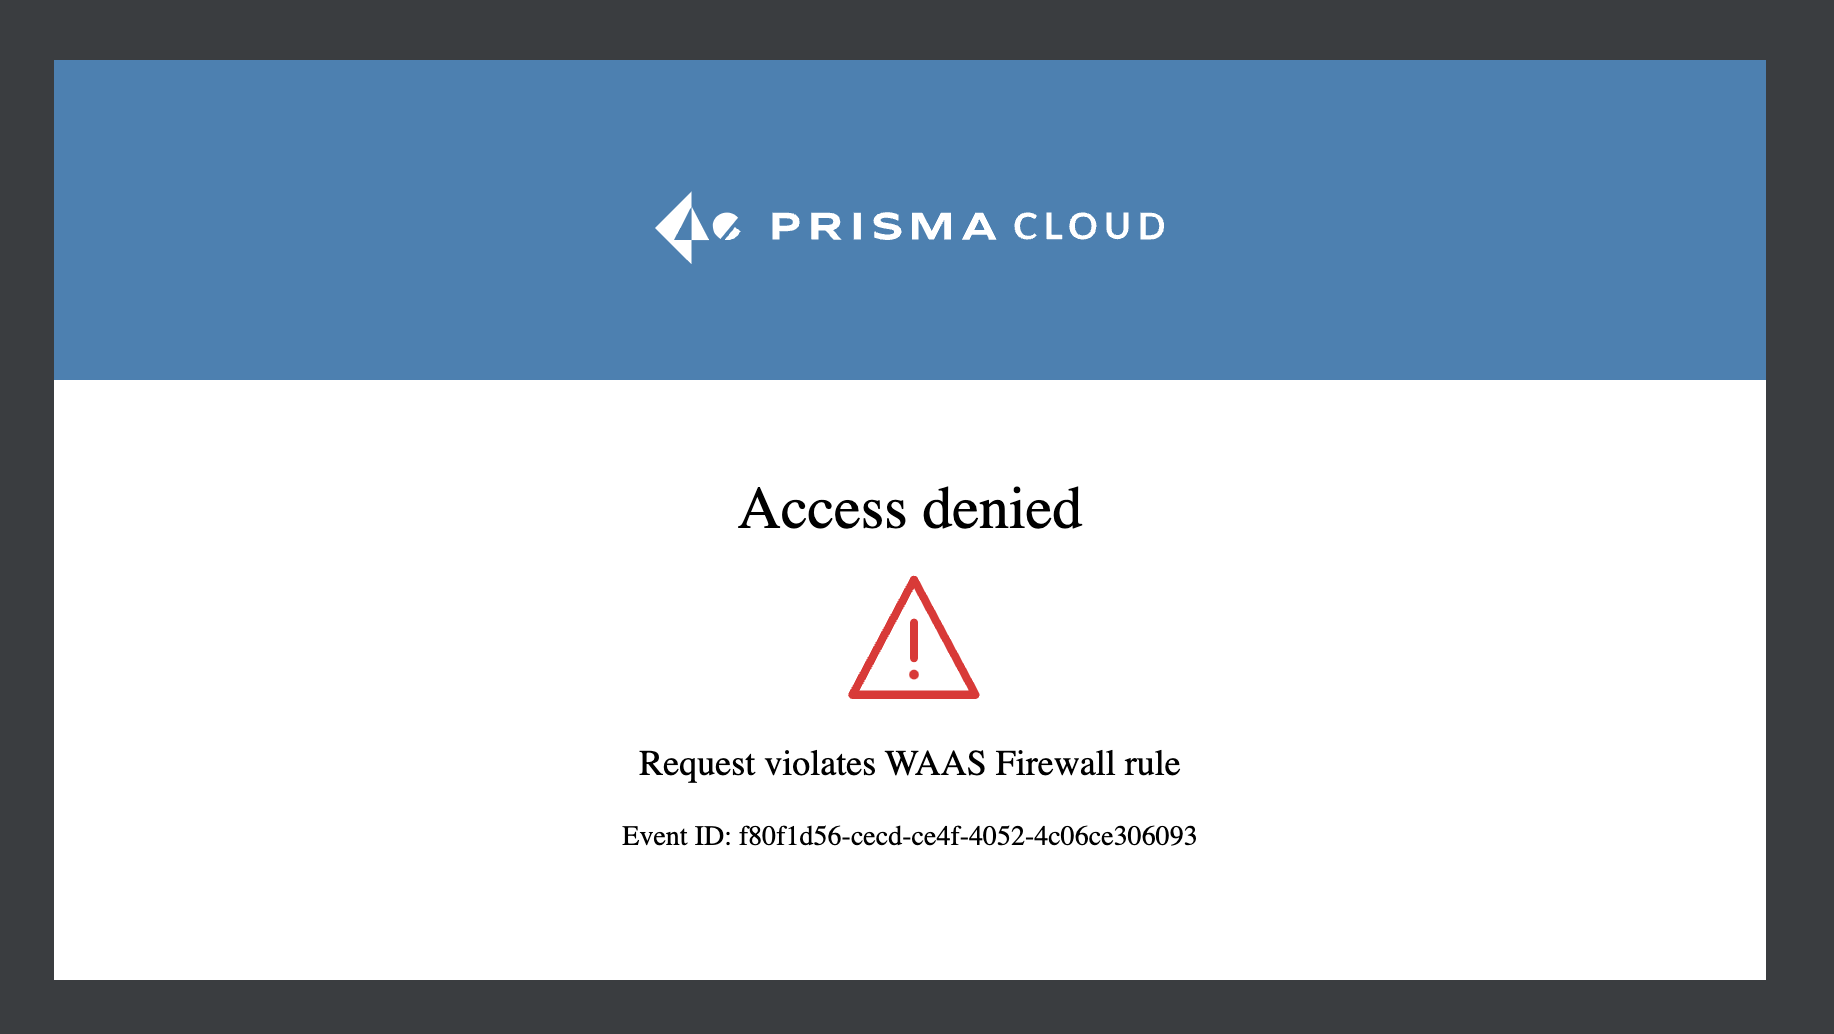 PRISMA CLOUD
Access denied
Request violates WAAS Firewall rule
Event ID: f80f1d56-cecd-ce4f-4052-4c06ce306093